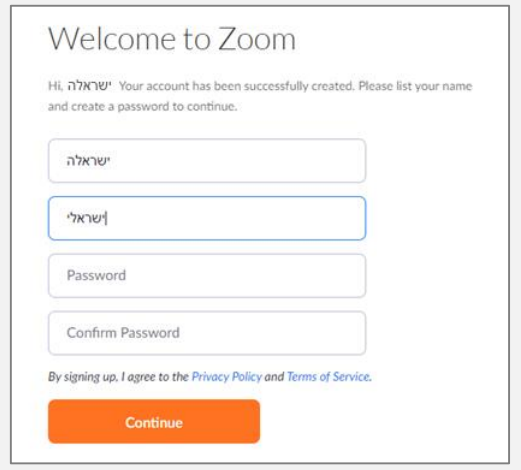 Welcome to Zoom
Hi, ישראלה Your account has been successfully created. Please list your name
and create a password to continue.
ישראלה
ישראלי
Password
Confirm Password
By signing up, I agree to the Privacy Policy and Terms of Service.
Continue